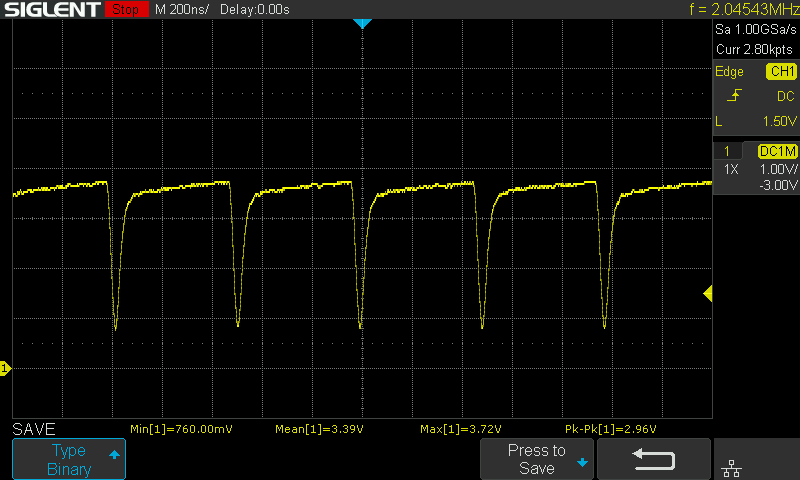 SIGLENT Stop M 200ns/ Delay:0.00s f = 2.04543MHz
Sa 1.00GSa/s
Curr 2.80kpts
Edge CH1
DC
L 1.50V
1 DC1M
1X 1.00V/
-3.00V
1
SAVE Min[1]=760.00mV Mean[1]=3.39V Max[1]=3.72V Pk-Pk[1]=2.96V
Type
Binary
Press to
Save